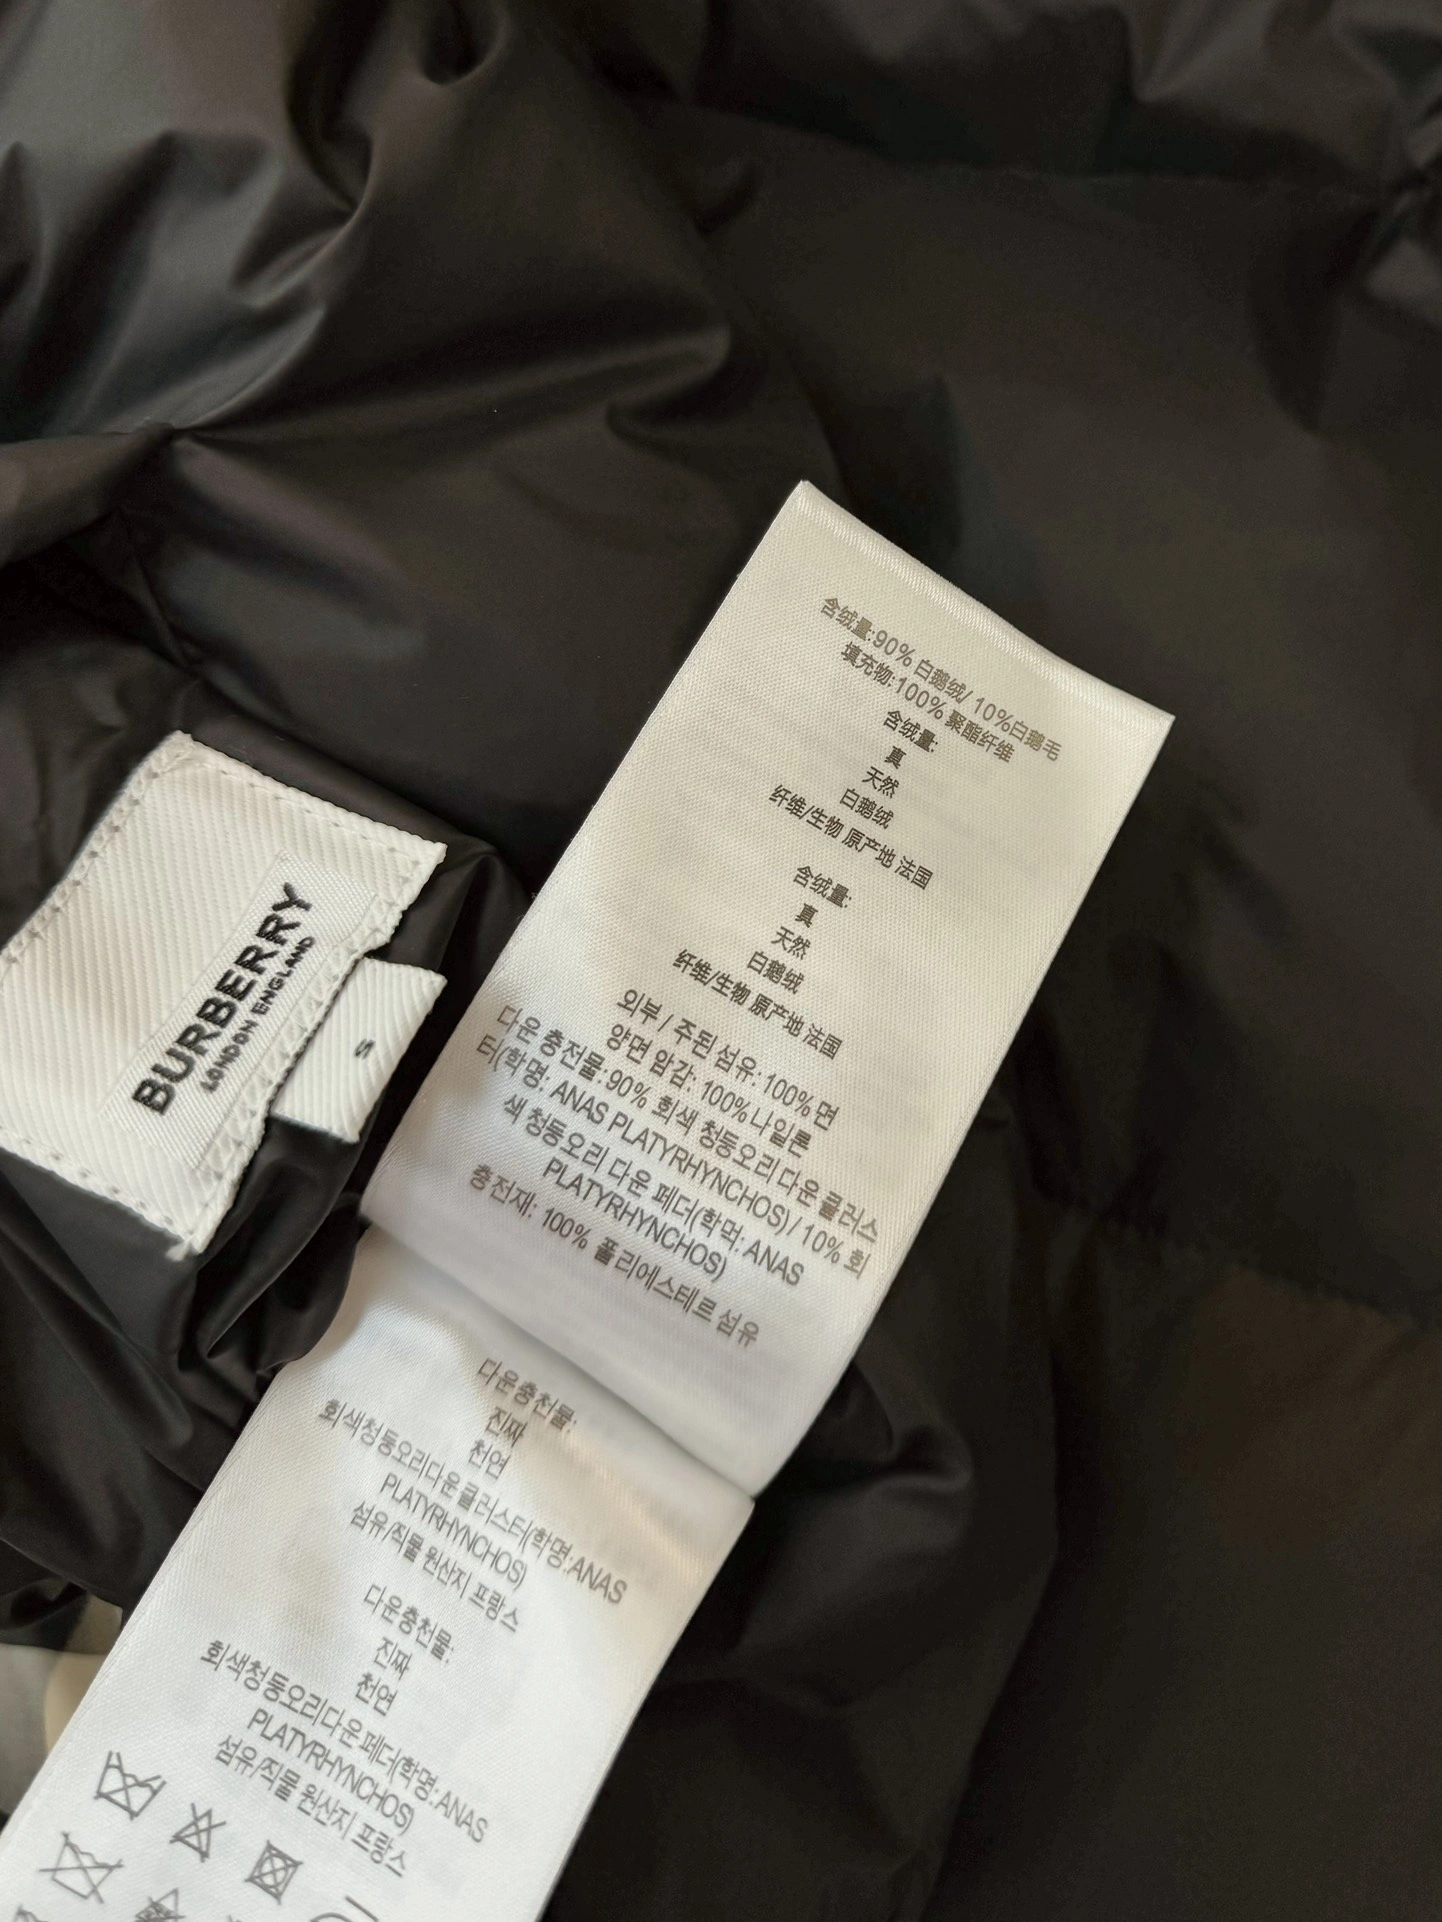 BURBERRY
LONDON ENGLAND
S
含绒量:90% 白鹅绒/ 10%白鹅毛
填充物:100% 聚酯纤维
含绒量:
真
天然
白鹅绒
纤维/生物 原产地 法国
含绒量:
真
天然
白鹅绒
纤维/生物 原产地 法国
외부 / 주된 섬유: 100% 면
양면 압감: 100% 나일론
다운 충전물:90% 회색 청둥오리 다운 클러스
터(학명: ANAS PLATYRHYNCHOS) / 10% 회
색 청둥오리 다운 페더(학먹: ANAS
PLATYRHYNCHOS)
충전재: 100% 폴리에스테르 섬유
다운충천물:
진짜
천연
회색청둥오리다운클러스터(학명:ANAS
PLATYRHYNCHOS)
섬유/직물 원산지 프랑스
다운충천물:
진짜
천연
회색청둥오리다운 페더(학명:ANAS
PLATYRHYNCHOS)
섬유/직물 원산지 프랑스